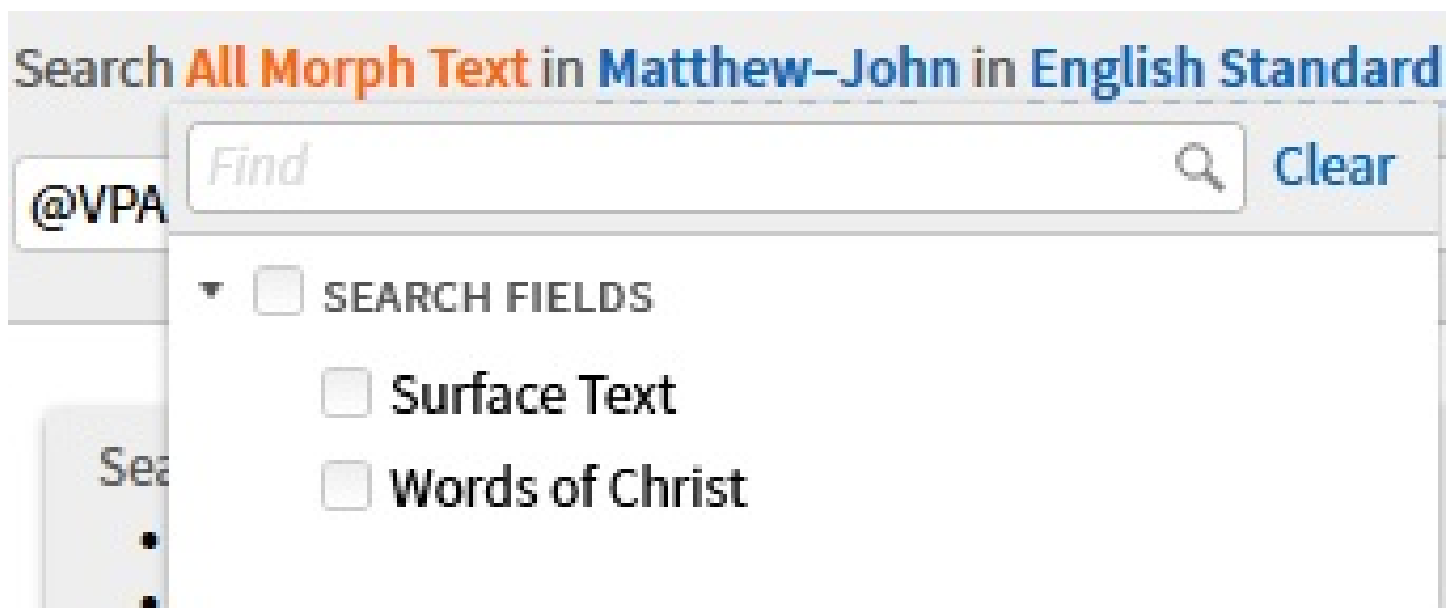 Search All Morph Text in Matthew–John in English Standard
Find
Clear
@VPA
SEARCH FIELDS
Surface Text
Words of Christ